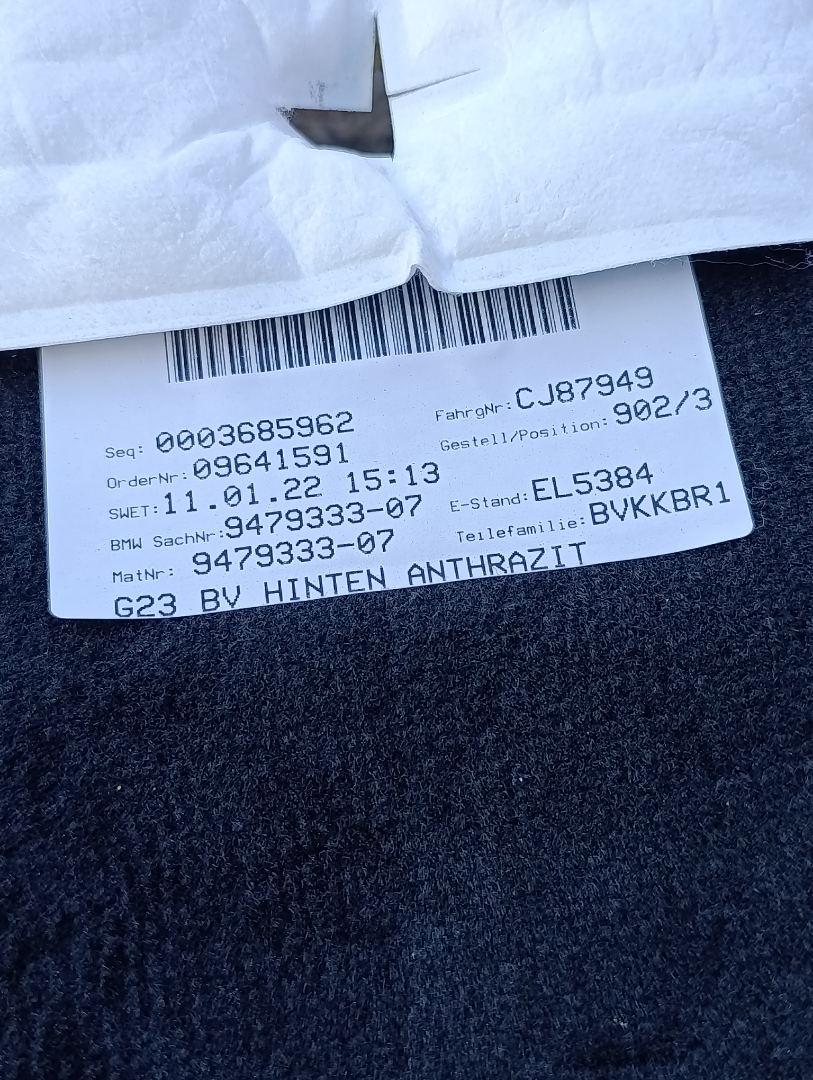 Seq: 0003685962
FahrgNr: CJ87949
OrderNr: 09641591
Gestell/Position: 902/3
SWET: 11.01.22 15:13
BMW SachNr: 9479333-07
E-Stand: EL5384
MatNr: 9479333-07
Teilefamilie: BVKKBR1
G23 BV HINTEN ANTHRAZIT